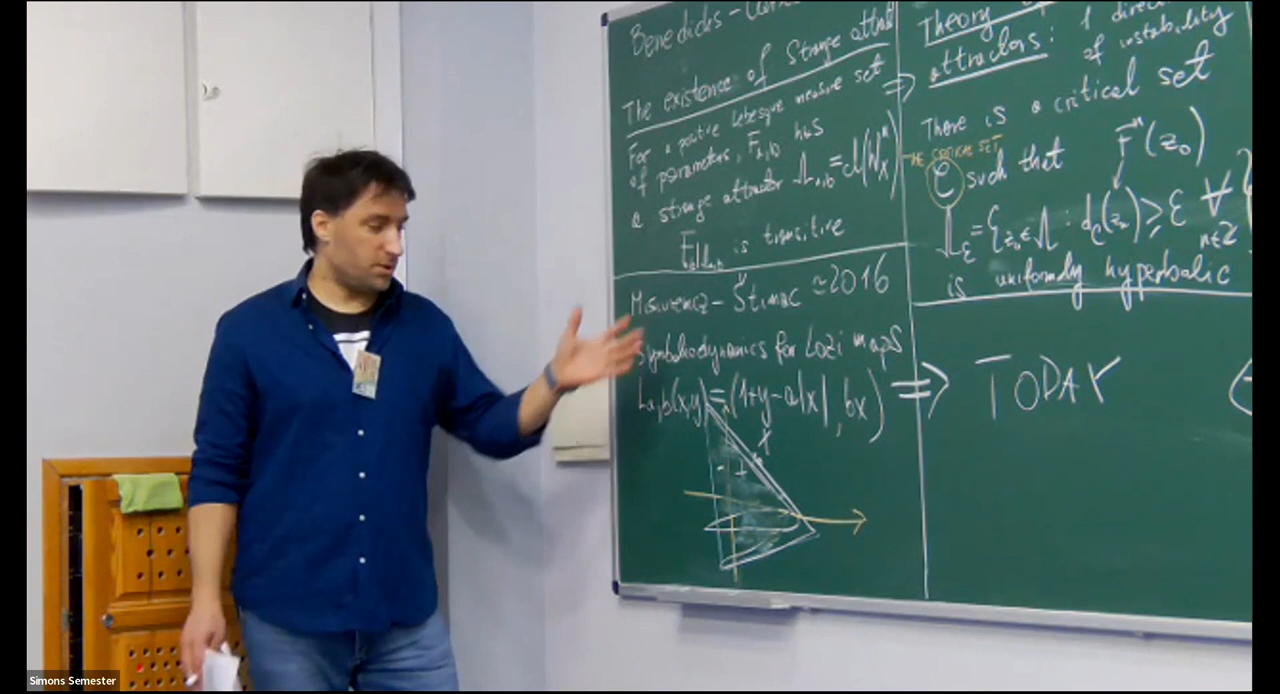 Benedicks –
The existence of Strange attra
For a positive Lebesgue measure set
of parameters, F_{a,b} has
a strange attractor Λ_{a,b} = cl(W^u_X)
F_{a,b}|Λ_{a,b} is transitive
Misiurewicz – Štimac ≃ 2016
Symbolic dynamics for Lozi maps
L_{a,b}(x,y) = (1+y-a|x|, bx)
X
⇒
Theory
attractors: 1 direc
of instability
There is a critical set
THE CRITICAL SET
C such that F^n(z_0)
Λ_ε = {z_0 ∈ Λ : d_C(z_n) ≥ ε ∀
n∈Z
is uniformly hyperbolic
⇒ TODAY
Simons Semester